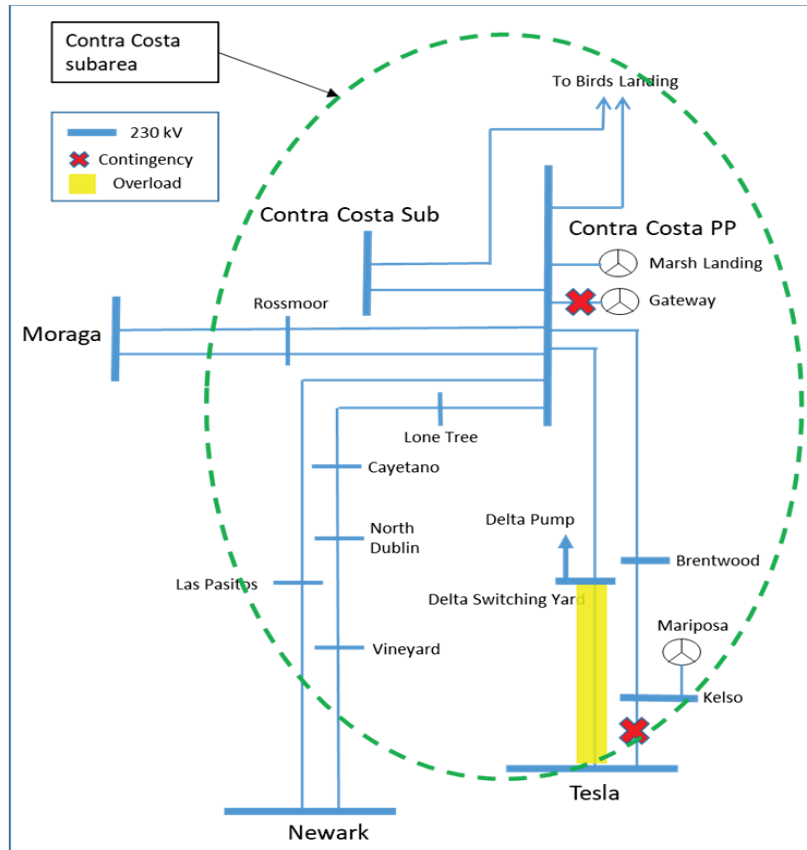 Contra Costa
subarea
To Birds Landing
230 kV
Contingency
Overload
Contra Costa Sub
Contra Costa PP
Marsh Landing
Gateway
Rossmoor
Moraga
Lone Tree
Cayetano
North
Dublin
Delta Pump
Brentwood
Las Pasitos
Delta Switching Yard
Mariposa
Vineyard
Kelso
Tesla
Newark